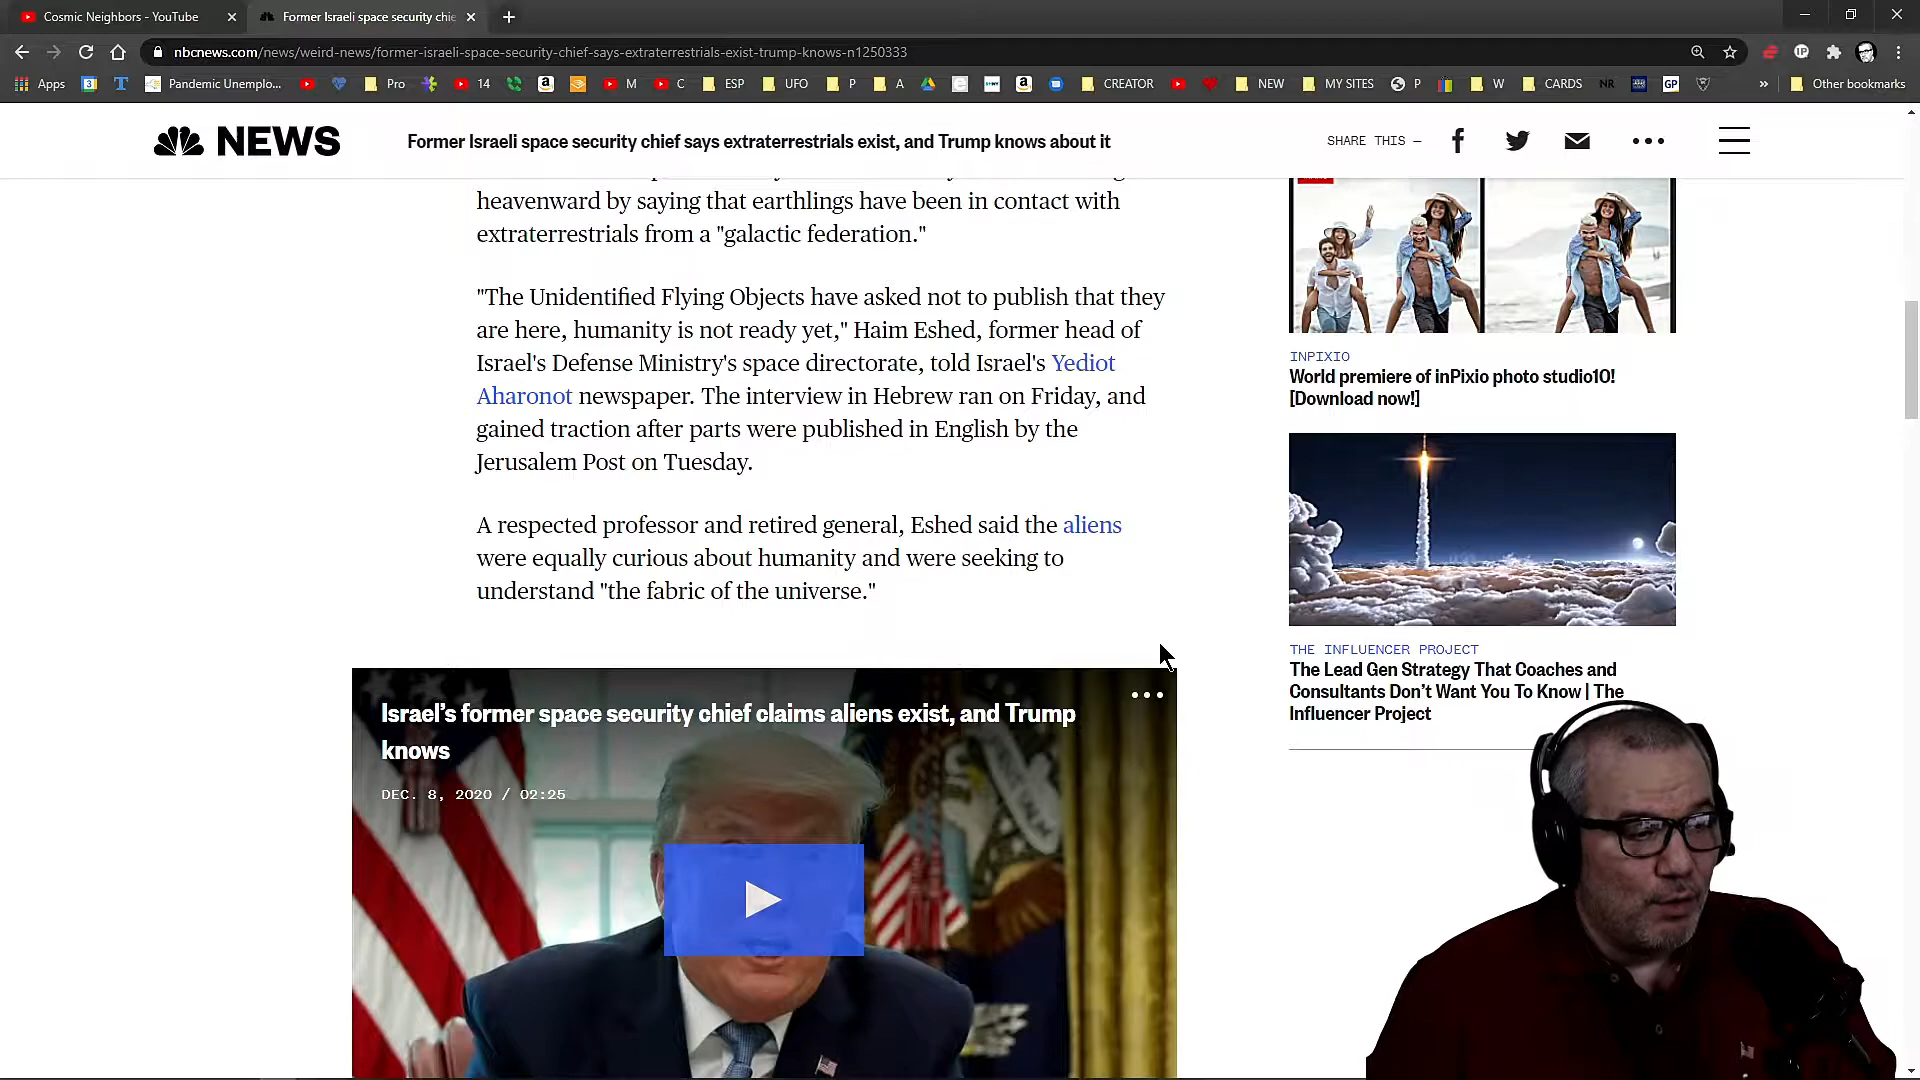 Cosmic Neighbors - YouTube
Former Israeli space security chie
nbcnews.com/news/weird-news/former-israeli-space-security-chief-says-extraterrestrials-exist-trump-knows-n1250333
Apps
Pandemic Unemplo...
Pro
14
M
C
ESP
UFO
P
A
CREATOR
NEW
MY SITES
P
W
CARDS
NR
GP
»
Other bookmarks
NEWS
Former Israeli space security chief says extraterrestrials exist, and Trump knows about it
SHARE THIS —
heavenward by saying that earthlings have been in contact with
extraterrestrials from a "galactic federation."
"The Unidentified Flying Objects have asked not to publish that they
are here, humanity is not ready yet," Haim Eshed, former head of
Israel's Defense Ministry's space directorate, told Israel's Yediot
Aharonot newspaper. The interview in Hebrew ran on Friday, and
gained traction after parts were published in English by the
Jerusalem Post on Tuesday.
A respected professor and retired general, Eshed said the aliens
were equally curious about humanity and were seeking to
understand "the fabric of the universe."
Israel's former space security chief claims aliens exist, and Trump
knows
DEC. 8, 2020 / 02:25
INPIXIO
World premiere of inPixio photo studio10!
[Download now!]
THE INFLUENCER PROJECT
The Lead Gen Strategy That Coaches and
Consultants Don't Want You To Know | The
Influencer Project